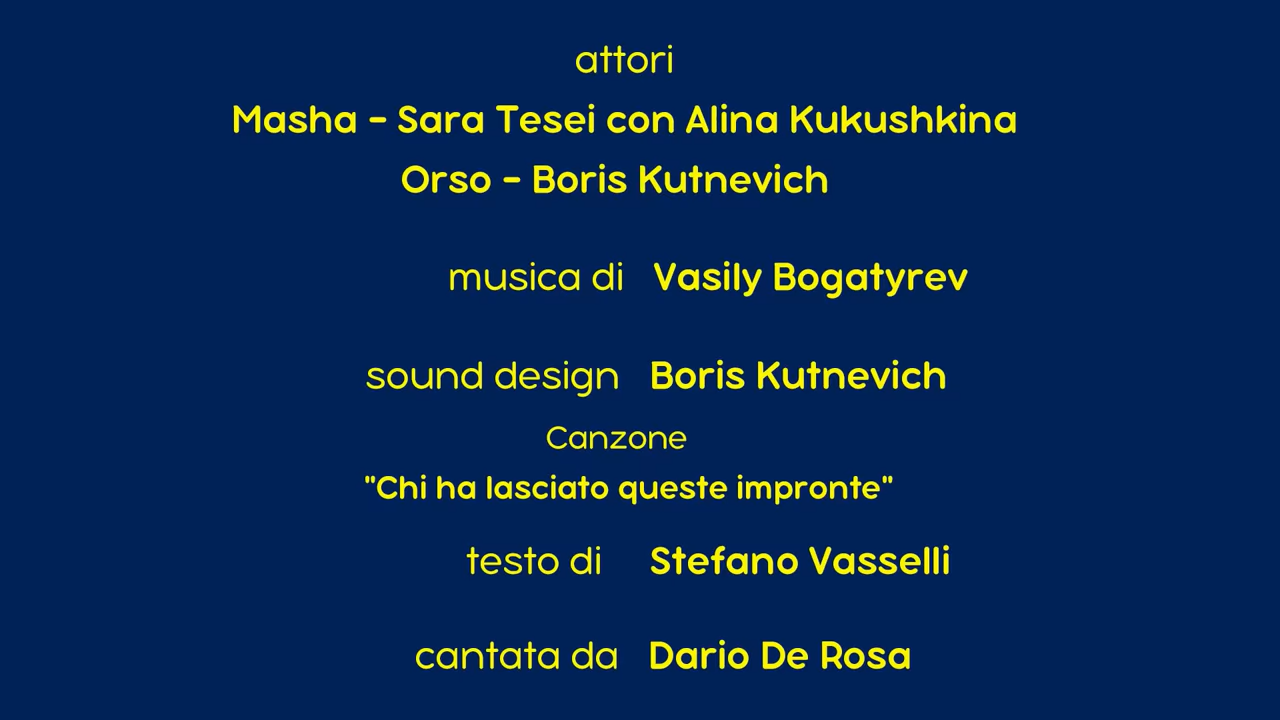 attori
Masha - Sara Tesei con Alina Kukushkina
Orso - Boris Kutnevich
musica di Vasily Bogatyrev
sound design Boris Kutnevich
Canzone
"Chi ha lasciato queste impronte"
testo di Stefano Vasselli
cantata da Dario De Rosa